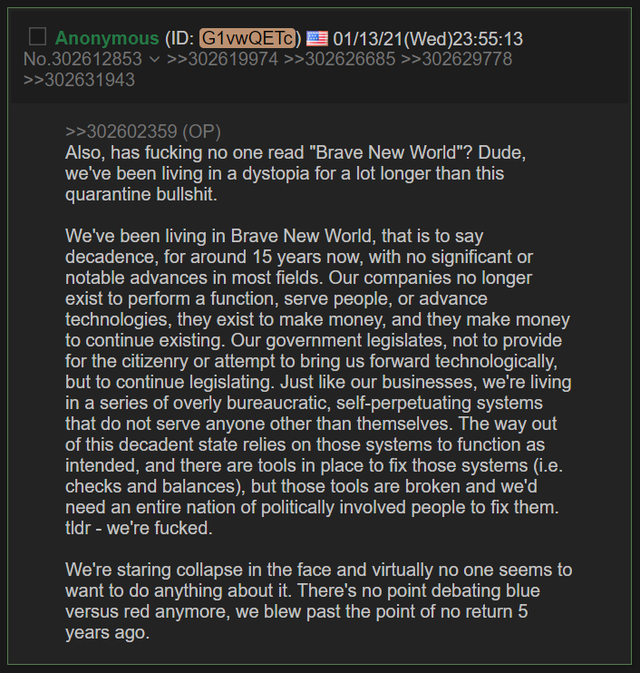 Anonymous (ID: G1vwQETc) 01/13/21(Wed)23:55:13
No.302612853 >>302619974 >>302626685 >>302629778
>>302631943
>>302602359 (OP)
Also, has fucking no one read "Brave New World"? Dude,
we've been living in a dystopia for a lot longer than this
quarantine bullshit.
We've been living in Brave New World, that is to say
decadence, for around 15 years now, with no significant or
notable advances in most fields. Our companies no longer
exist to perform a function, serve people, or advance
technologies, they exist to make money, and they make money
to continue existing. Our government legislates, not to provide
for the citizenry or attempt to bring us forward technologically,
but to continue legislating. Just like our businesses, we're living
in a series of overly bureaucratic, self-perpetuating systems
that do not serve anyone other than themselves. The way out
of this decadent state relies on those systems to function as
intended, and there are tools in place to fix those systems (i.e.
checks and balances), but those tools are broken and we'd
need an entire nation of politically involved people to fix them.
tldr - we're fucked.
We're staring collapse in the face and virtually no one seems to
want to do anything about it. There's no point debating blue
versus red anymore, we blew past the point of no return 5
years ago.